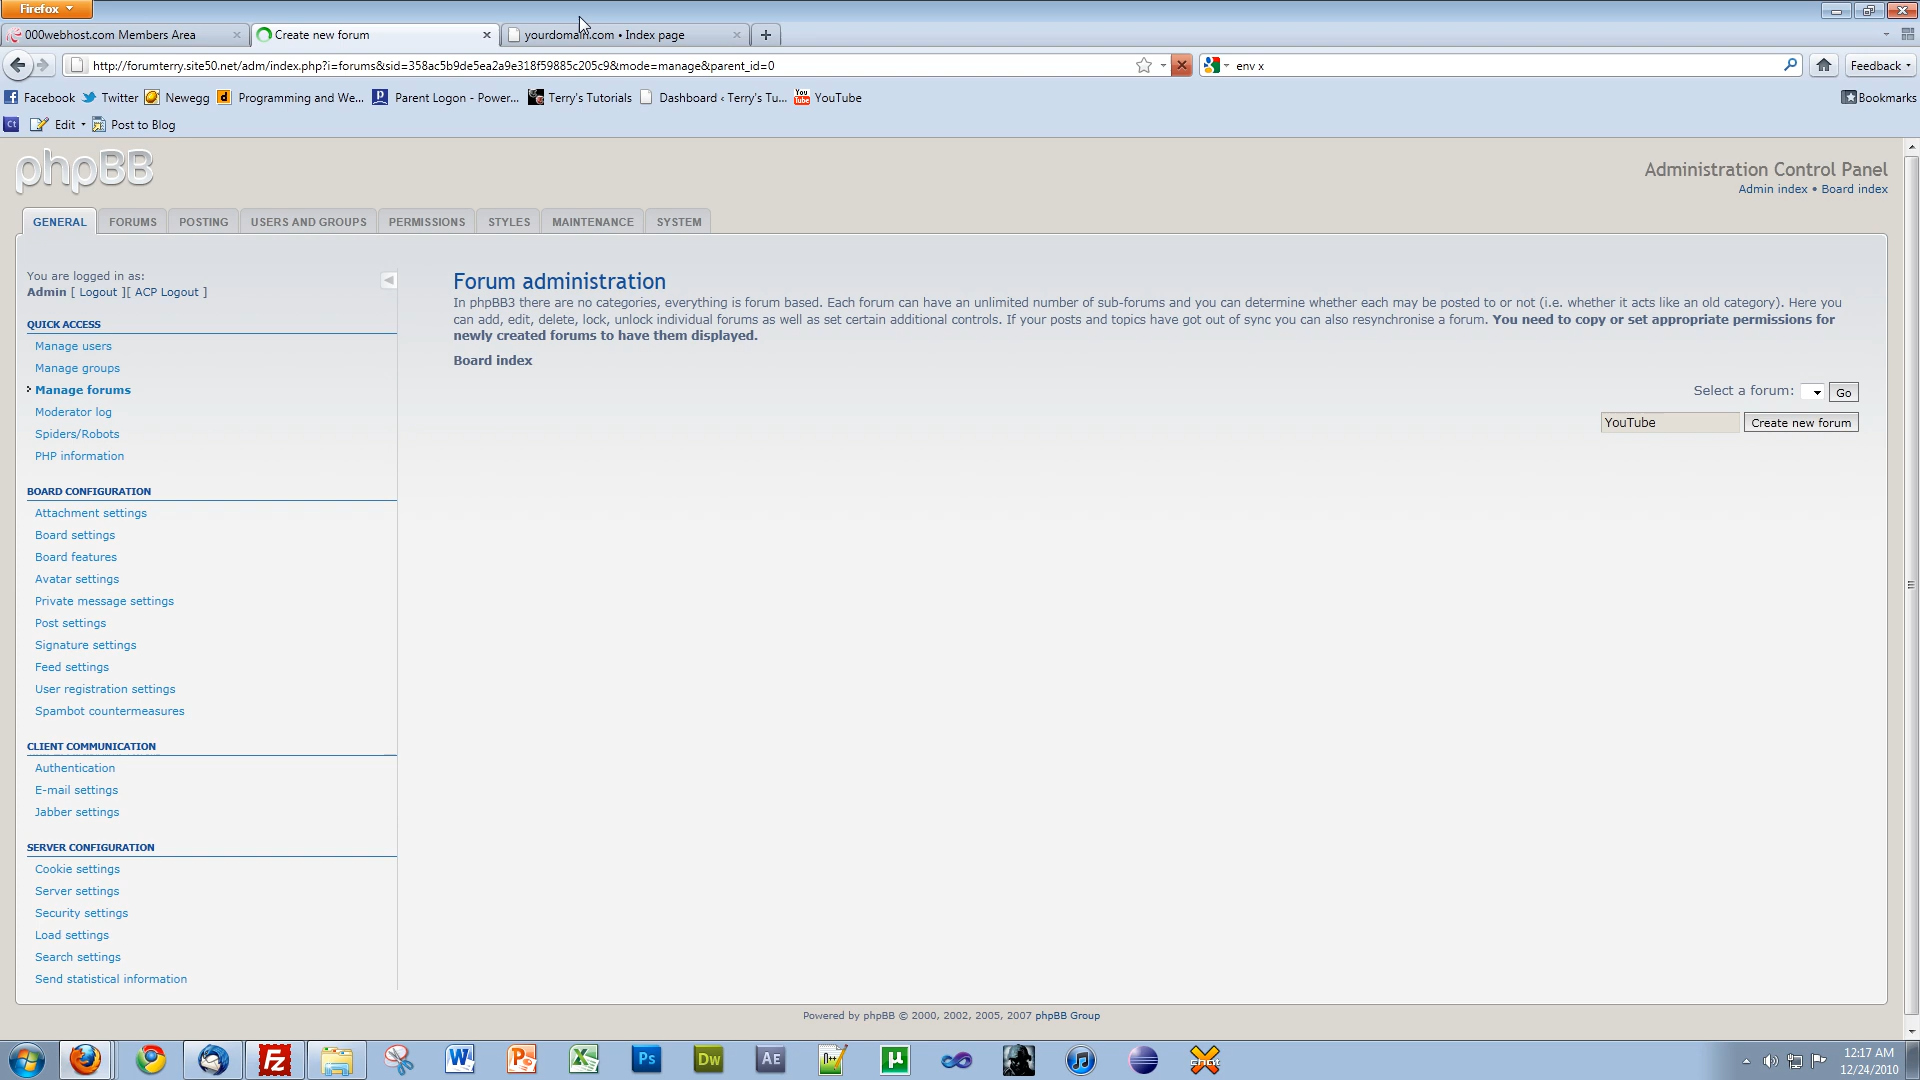 Firefox
000webhost.com Members Area
Create new forum
yourdomain.com • Index page
http://forumterry.site50.net/adm/index.php?i=forums&sid=358ac5b9de5ea2a9e318f59885c205c9&mode=manage&parent_id=0
env x
Feedback
Facebook
Twitter
Newegg
Programming and We...
Parent Logon - Power...
Terry's Tutorials
Dashboard ‹ Terry's Tu...
YouTube
Bookmarks
Edit
Post to Blog
phpBB
Administration Control Panel
Admin index • Board index
GENERAL
FORUMS
POSTING
USERS AND GROUPS
PERMISSIONS
STYLES
MAINTENANCE
SYSTEM
You are logged in as:
Admin [ Logout ][ ACP Logout ]
QUICK ACCESS
Manage users
Manage groups
Manage forums
Moderator log
Spiders/Robots
PHP information
BOARD CONFIGURATION
Attachment settings
Board settings
Board features
Avatar settings
Private message settings
Post settings
Signature settings
Feed settings
User registration settings
Spambot countermeasures
CLIENT COMMUNICATION
Authentication
E-mail settings
Jabber settings
SERVER CONFIGURATION
Cookie settings
Server settings
Security settings
Load settings
Search settings
Send statistical information
Forum administration
In phpBB3 there are no categories, everything is forum based. Each forum can have an unlimited number of sub-forums and you can determine whether each may be posted to or not (i.e. whether it acts like an old category). Here you
can add, edit, delete, lock, unlock individual forums as well as set certain additional controls. If your posts and topics have got out of sync you can also resynchronise a forum. You need to copy or set appropriate permissions for
newly created forums to have them displayed.
Board index
Select a forum:
Go
YouTube
Create new forum
Powered by phpBB © 2000, 2002, 2005, 2007 phpBB Group
12:17 AM
12/24/2010